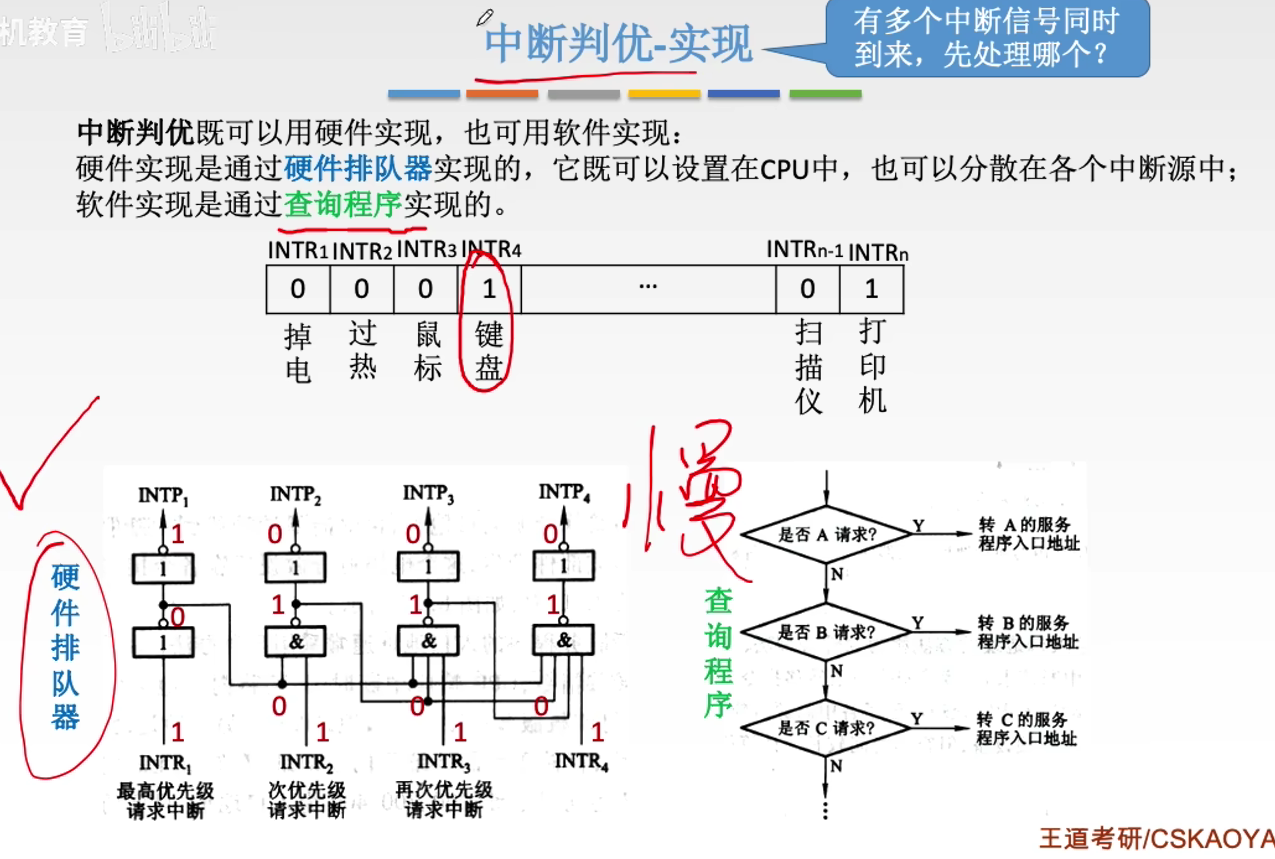 机教育 bilibili
中断判优-实现
有多个中断信号同时
到来，先处理哪个？
中断判优既可以用硬件实现，也可用软件实现：
硬件实现是通过硬件排队器实现的，它既可以设置在CPU中，也可以分散在各个中断源中；
软件实现是通过查询程序实现的。
INTR1 INTR2 INTR3 INTR4 INTRn-1 INTRn
0 0 0 1 ... 0 1
掉电 过热 鼠标 键盘 扫描仪 打印机
慢
硬件排队器
INTP1 INTP2 INTP3 INTP4
1 0 0 0
1 1 1 1
0 1 1 1
1 & & &
0 0 0
1 1 1 1
INTR1 INTR2 INTR3 INTR4
最高优先级 次优先级 再次优先级
请求中断 请求中断 请求中断
查询程序
是否 A 请求？ Y 转 A 的服务
程序入口地址
N
是否 B 请求？ Y 转 B 的服务
程序入口地址
N
是否 C 请求？ Y 转 C 的服务
程序入口地址
N
⋮
王道考研/CSKAOYA